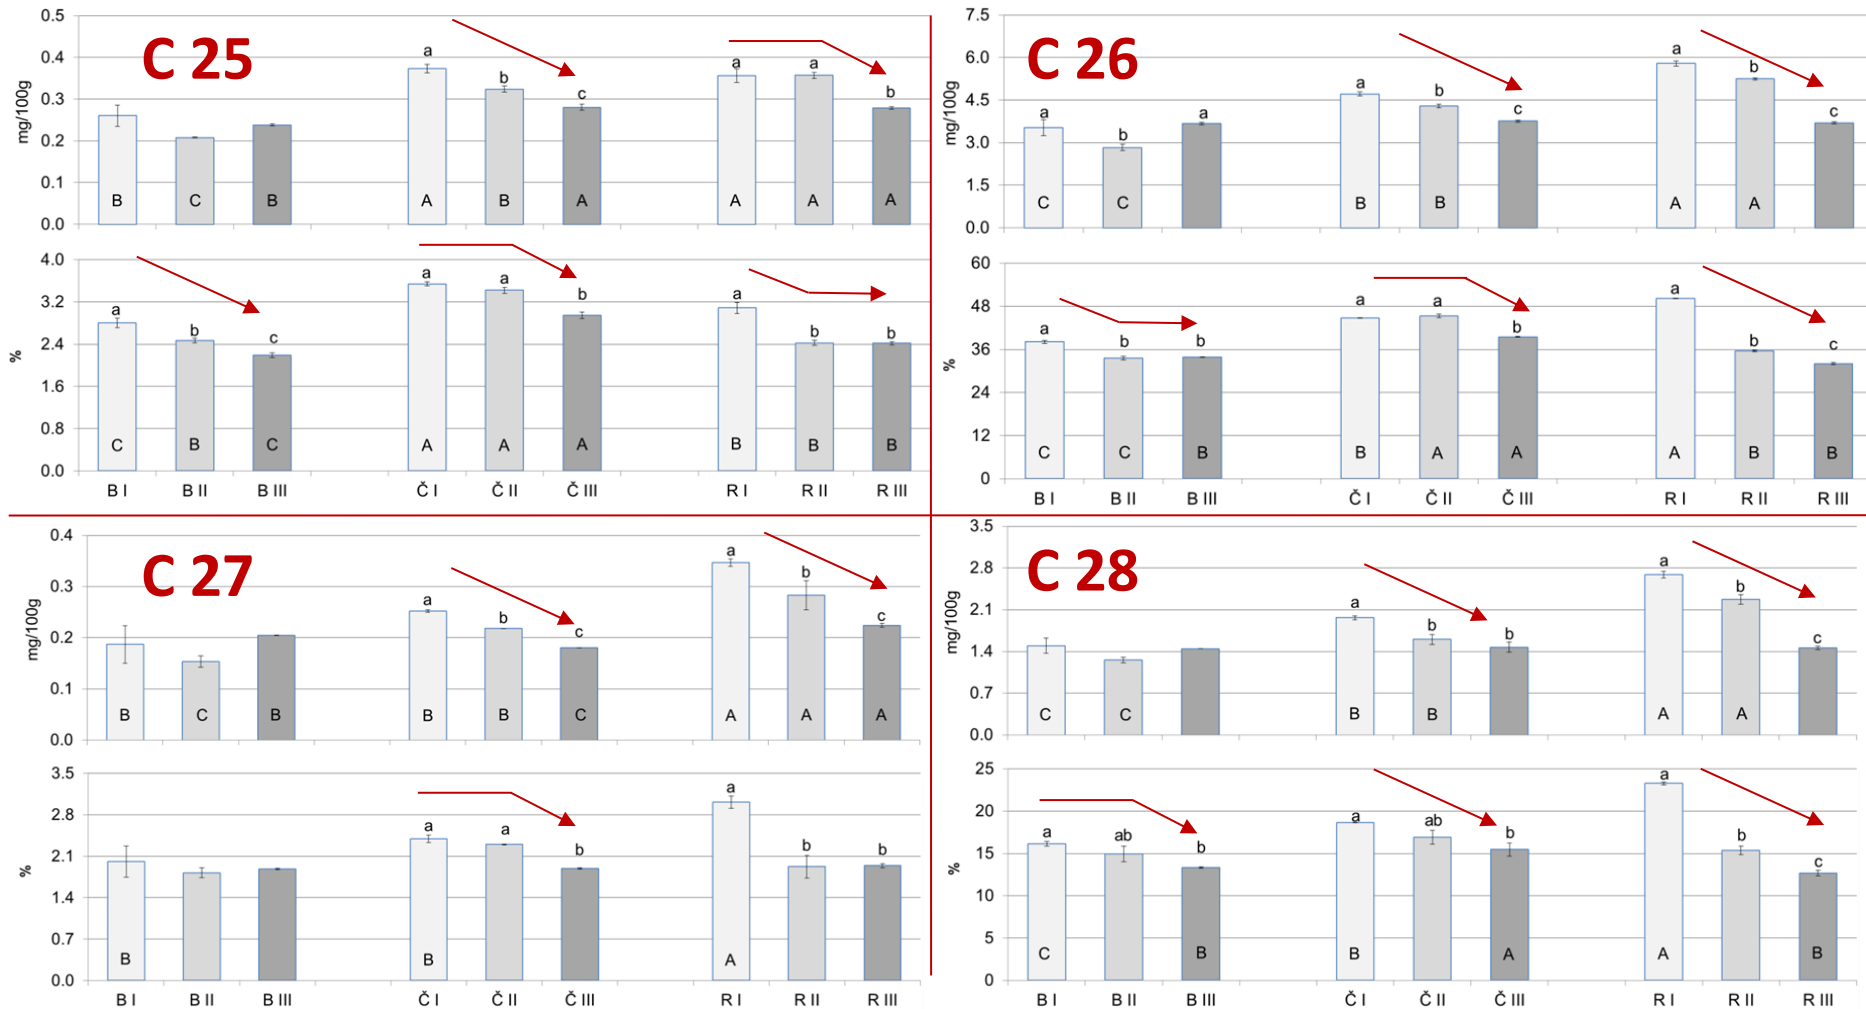 C 25
mg/100g
0.5
0.4
0.3
0.2
0.1
0.0
a
b
c
a
a
b
B
C
B
A
B
A
A
A
A
%
4.0
3.2
2.4
1.6
0.8
0.0
a
b
c
a
a
b
a
b
b
C
B
C
A
A
A
B
B
B
B I
B II
B III
Č I
Č II
Č III
R I
R II
R III
C 26
mg/100g
7.5
6.0
4.5
3.0
1.5
0.0
a
b
a
a
b
c
a
b
c
C
C
B
B
A
A
%
60
48
36
24
12
0
a
b
b
a
a
b
a
b
c
C
C
B
B
A
A
A
B
B
B I
B II
B III
Č I
Č II
Č III
R I
R II
R III
C 27
mg/100g
0.4
0.3
0.2
0.1
0.0
a
b
c
a
b
c
B
C
B
B
B
C
A
A
A
%
3.5
2.8
2.1
1.4
0.7
0.0
a
a
b
a
b
b
B
B
A
B I
B II
B III
Č I
Č II
Č III
R I
R II
R III
C 28
mg/100g
3.5
2.8
2.1
1.4
0.7
0.0
a
b
b
a
b
c
C
C
B
B
A
A
%
25
20
15
10
5
0
a
ab
b
a
ab
b
a
b
c
C
B
B
A
A
B
B I
B II
B III
Č I
Č II
Č III
R I
R II
R III